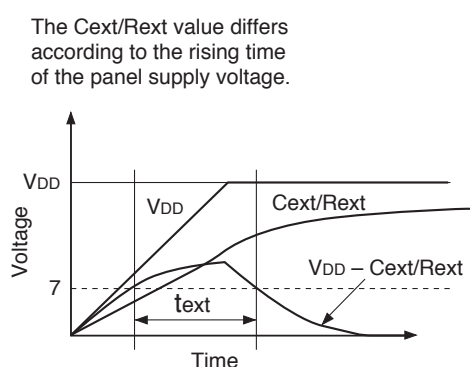 The Cext/Rext value differs
according to the rising time
of the panel supply voltage.
VDD
VDD
Cext/Rext
Voltage
VDD – Cext/Rext
7
text
Time